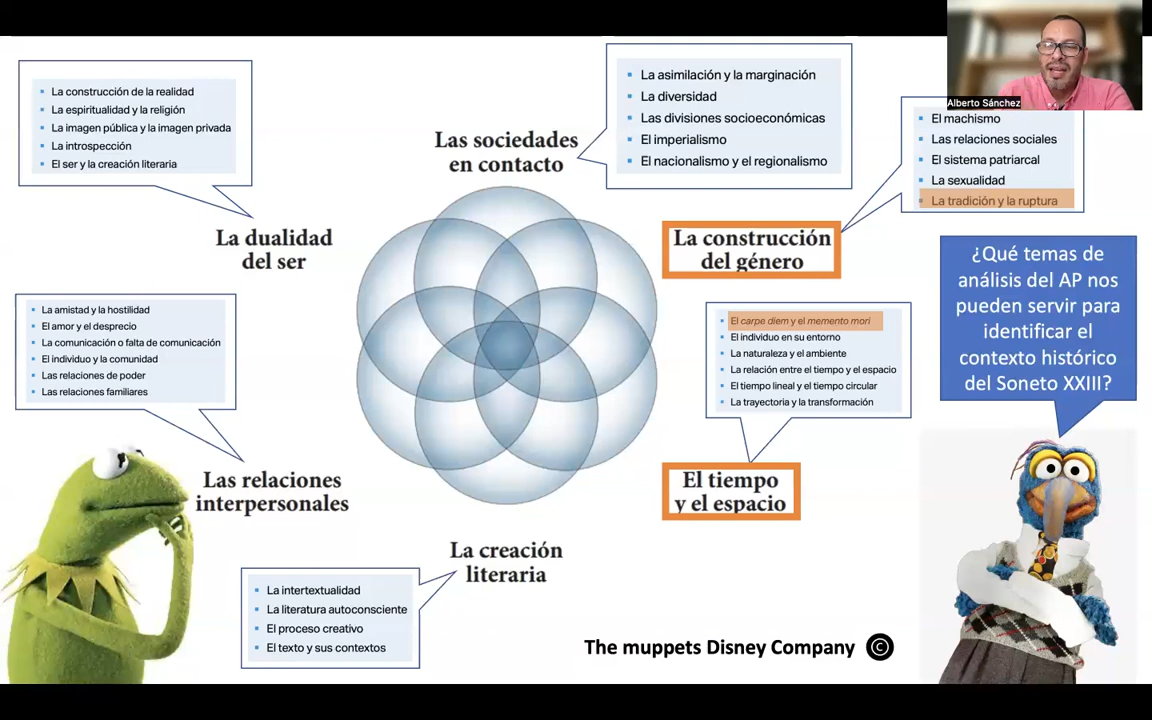 Alberto Sánchez
La construcción de la realidad
La espiritualidad y la religión
La imagen pública y la imagen privada
La introspección
El ser y la creación literaria
La dualidad
del ser
Las sociedades
en contacto
La asimilación y la marginación
La diversidad
Las divisiones socioeconómicas
El imperialismo
El nacionalismo y el regionalismo
El machismo
Las relaciones sociales
El sistema patriarcal
La sexualidad
La tradición y la ruptura
La construcción
del género
¿Qué temas de
análisis del AP nos
pueden servir para
identificar el
contexto histórico
del Soneto XXIII?
La amistad y la hostilidad
El amor y el desprecio
La comunicación o falta de comunicación
El individuo y la comunidad
Las relaciones de poder
Las relaciones familiares
Las relaciones
interpersonales
El carpe diem y el memento mori
El individuo en su entorno
La naturaleza y el ambiente
La relación entre el tiempo y el espacio
El tiempo lineal y el tiempo circular
La trayectoria y la transformación
El tiempo
y el espacio
La creación
literaria
La intertextualidad
La literatura autoconsciente
El proceso creativo
El texto y sus contextos
The muppets Disney Company ©